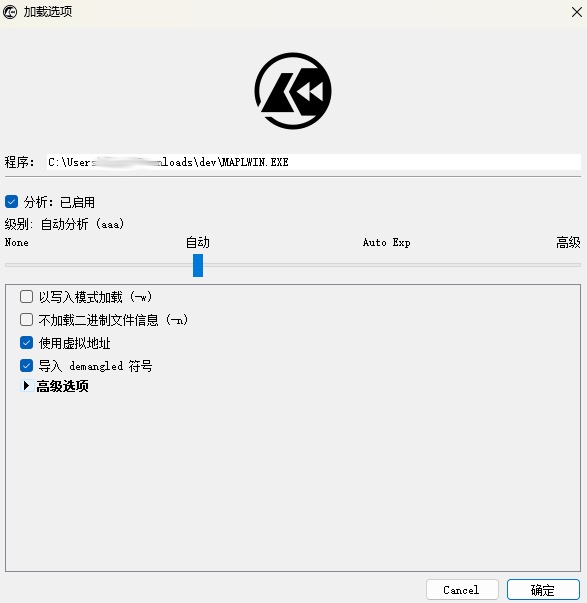 加载选项
程序： C:\Users nloads\dev\MAPLWIN.EXE
分析：已启用
级别: 自动分析 (aaa)
None 自动 Auto Exp 高级
以写入模式加载 (-w)
不加载二进制文件信息 (-n)
使用虚拟地址
导入 demangled 符号
高级选项
Cancel 确定